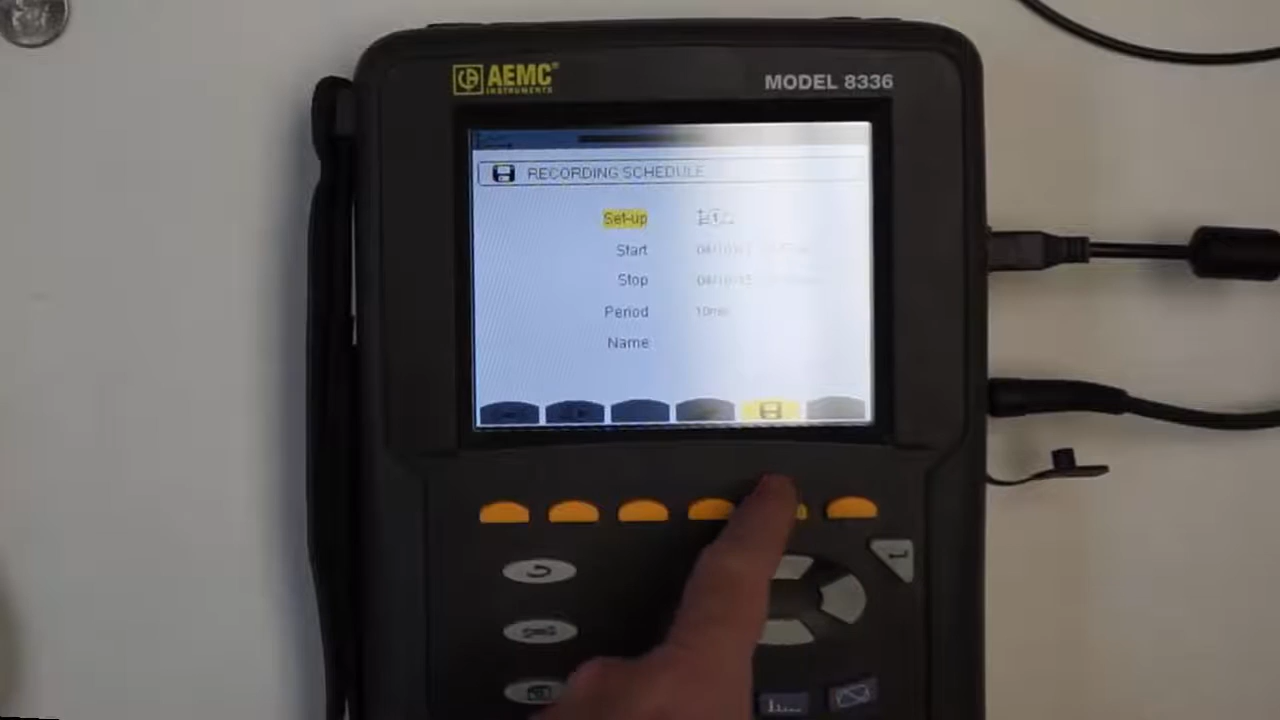 AEMC®
INSTRUMENTS
MODEL 8336
RECORDING SCHEDULE
Set-up
Start
Stop
Period 10min
Name